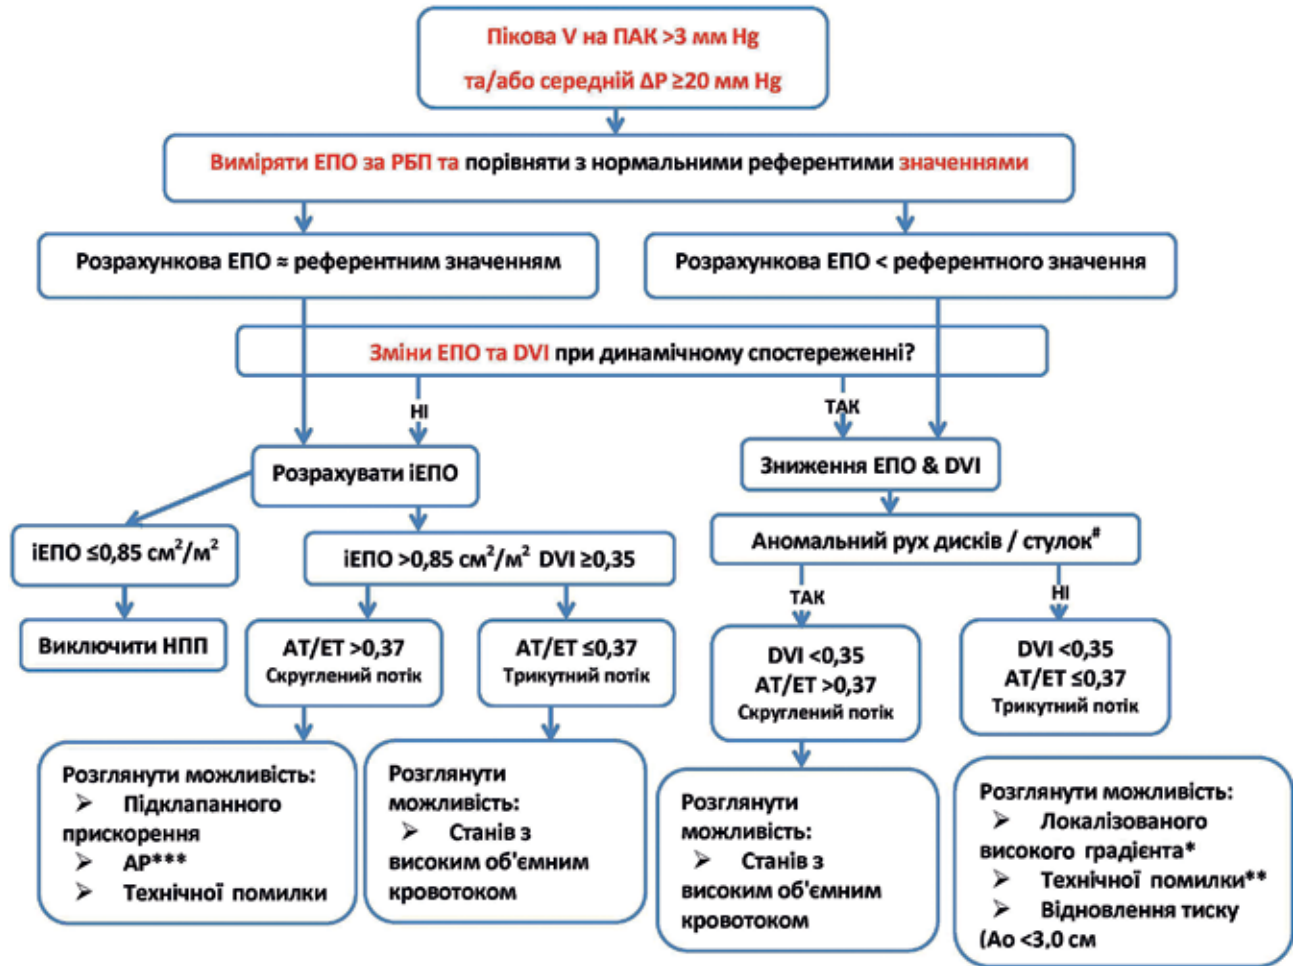 Пікова V на ПАК >3 мм Hg
та/або середній ΔP ≥20 мм Hg
Виміряти ЕПО за РБП та порівняти з нормальними референтими значеннями
Розрахункова ЕПО ≈ референтним значенням
Розрахункова ЕПО < референтного значення
Зміни ЕПО та DVI при динамічному спостереженні?
НІ
ТАК
Розрахувати іЕПО
Зниження ЕПО & DVI
іЕПО ≤0,85 см²/м²
іЕПО >0,85 см²/м² DVI ≥0,35
Аномальний рух дисків / стулок#
ТАК
НІ
Виключити НПП
AT/ET >0,37
Скруглений потік
AT/ET ≤0,37
Трикутний потік
DVI <0,35
AT/ET >0,37
Скруглений потік
DVI <0,35
AT/ET ≤0,37
Трикутний потік
Розглянути можливість:
➢ Підклапанного
прискорення
➢ АР***
➢ Технічної помилки
Розглянути
можливість:
➢ Станів з
високим об'ємним
кровотоком
Розглянути
можливість:
➢ Станів з
високим об'ємним
кровотоком
Розглянути можливість:
➢ Локалізованого
високого градієнта*
➢ Технічної помилки**
➢ Відновлення тиску
(Ао <3,0 см